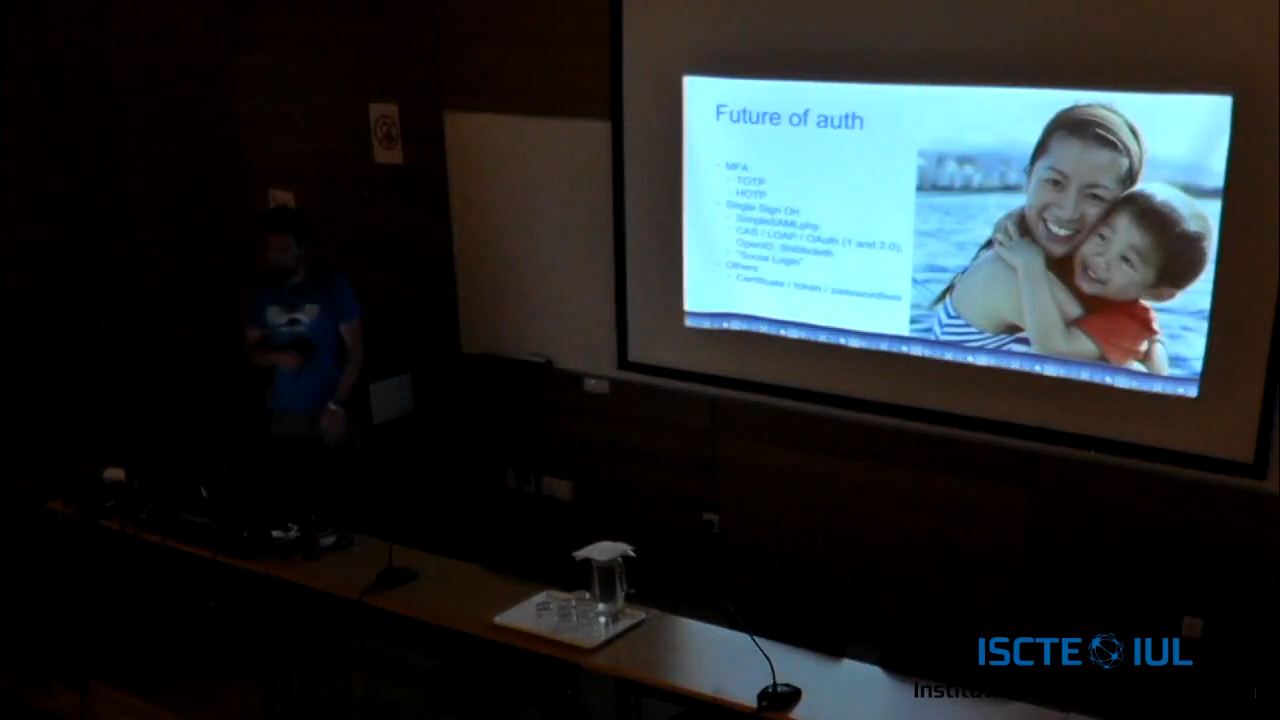 Future of auth
- MFA
- TOTP
- HOTP
- Single Sign On
- SimpleSAMLphp
- CAS / LDAP / OAuth (1 and 2.0),
OpenID, Shibboleth
- "Social Login"
- Others
- Certificate / token / passwordless
ISCTE IUL